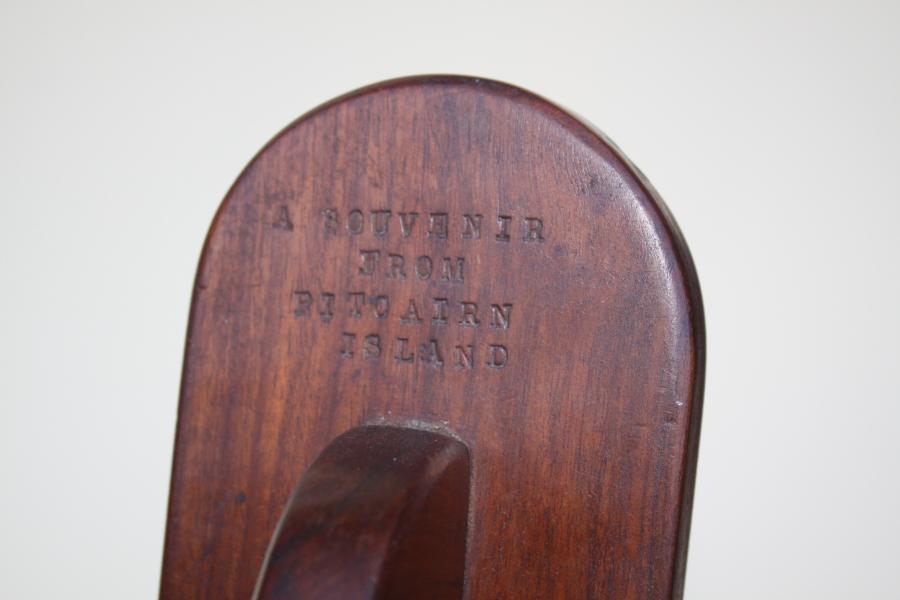 A SOUVENIR
FROM
PITCAIRN
ISLAND